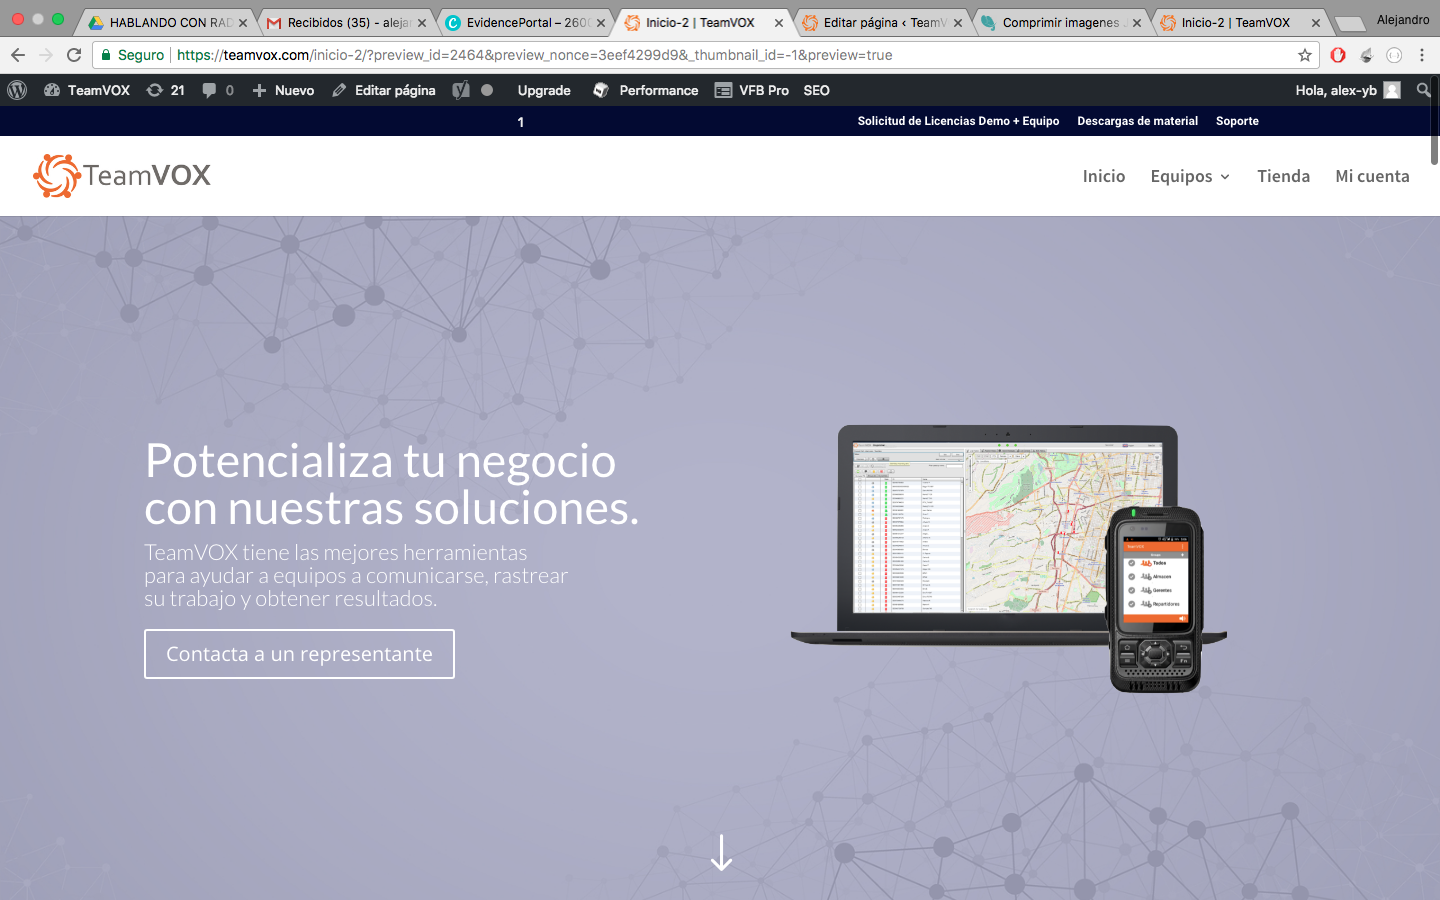 HABLANDO CON RAD
Recibidos (35) - alejar
EvidencePortal – 2600
Inicio-2 | TeamVOX
Editar página ‹ TeamV
Comprimir imagenes J
Inicio-2 | TeamVOX
Alejandro
Seguro
https://teamvox.com/inicio-2/?preview_id=2464&preview_nonce=3eef4299d9&_thumbnail_id=-1&preview=true
TeamVOX 21 0 Nuevo Editar página Upgrade Performance VFB Pro SEO Hola, alex-yb
1 Solicitud de Licencias Demo + Equipo Descargas de material Soporte
TeamVOX Inicio Equipos Tienda Mi cuenta
Potencializa tu negocio
con nuestras soluciones.
TeamVOX tiene las mejores herramientas
para ayudar a equipos a comunicarse, rastrear
su trabajo y obtener resultados.
Contacta a un representante
Todos
Almacen
Gerentes
Repartidores
Fn